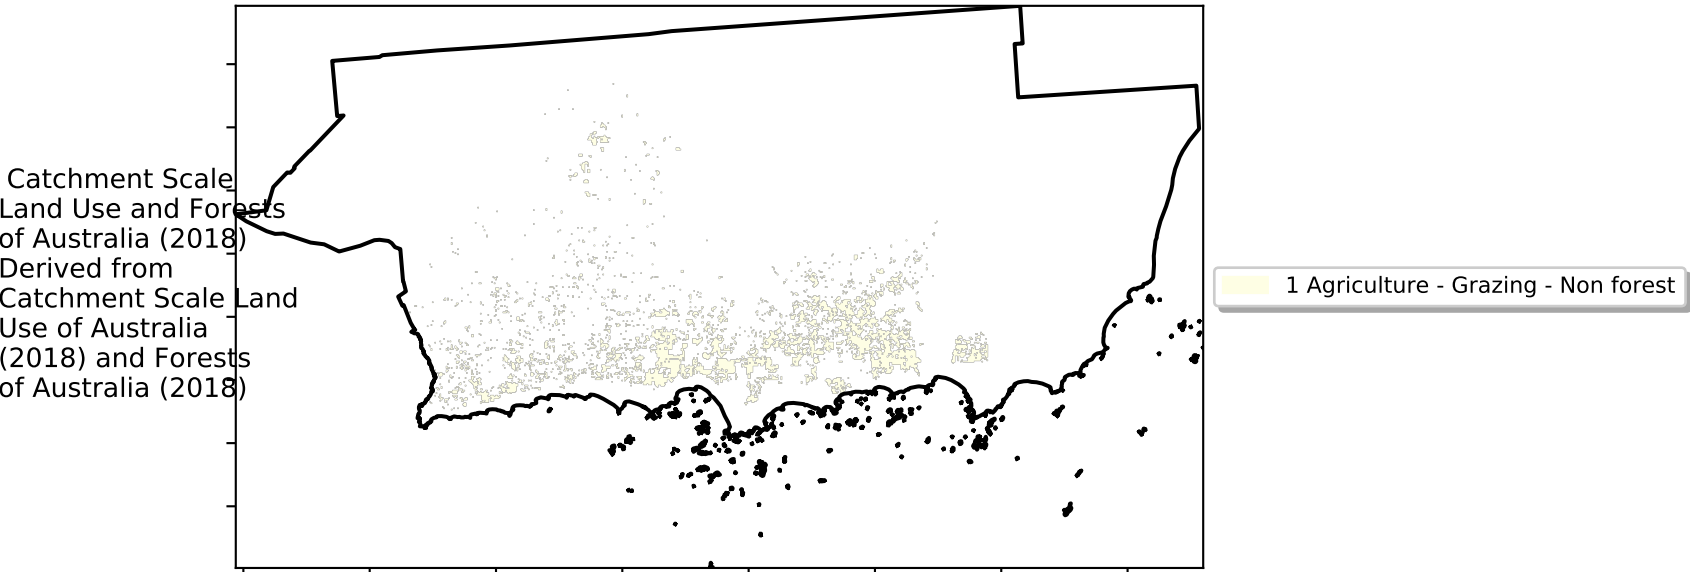 Catchment Scale
Land Use and Forests
of Australia (2018)
Derived from
Catchment Scale Land
Use of Australia
(2018) and Forests
of Australia (2018)
1 Agriculture - Grazing - Non forest